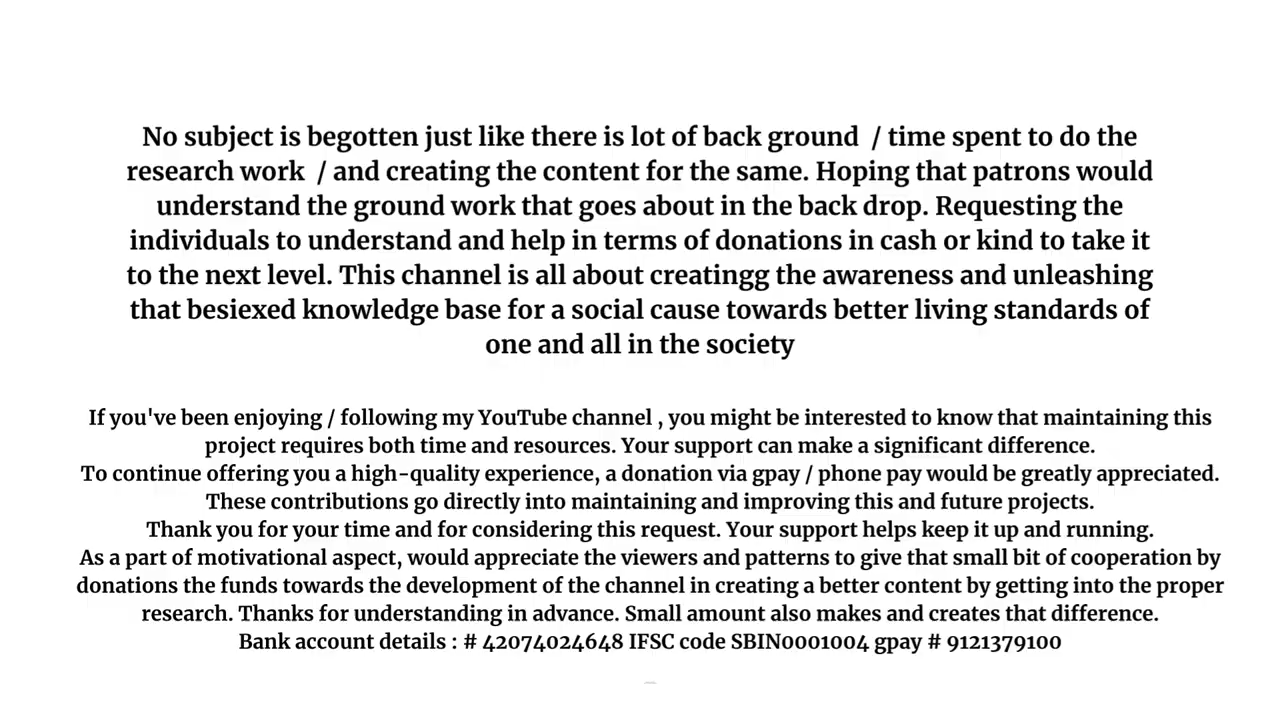 No subject is begotten just like there is lot of back ground / time spent to do the
research work / and creating the content for the same. Hoping that patrons would
understand the ground work that goes about in the back drop. Requesting the
individuals to understand and help in terms of donations in cash or kind to take it
to the next level. This channel is all about creatingg the awareness and unleashing
that besiexed knowledge base for a social cause towards better living standards of
one and all in the society
If you've been enjoying / following my YouTube channel , you might be interested to know that maintaining this
project requires both time and resources. Your support can make a significant difference.
To continue offering you a high-quality experience, a donation via gpay / phone pay would be greatly appreciated.
These contributions go directly into maintaining and improving this and future projects.
Thank you for your time and for considering this request. Your support helps keep it up and running.
As a part of motivational aspect, would appreciate the viewers and patterns to give that small bit of cooperation by
donations the funds towards the development of the channel in creating a better content by getting into the proper
research. Thanks for understanding in advance. Small amount also makes and creates that difference.
Bank account details : # 42074024648 IFSC code SBIN0001004 gpay # 9121379100